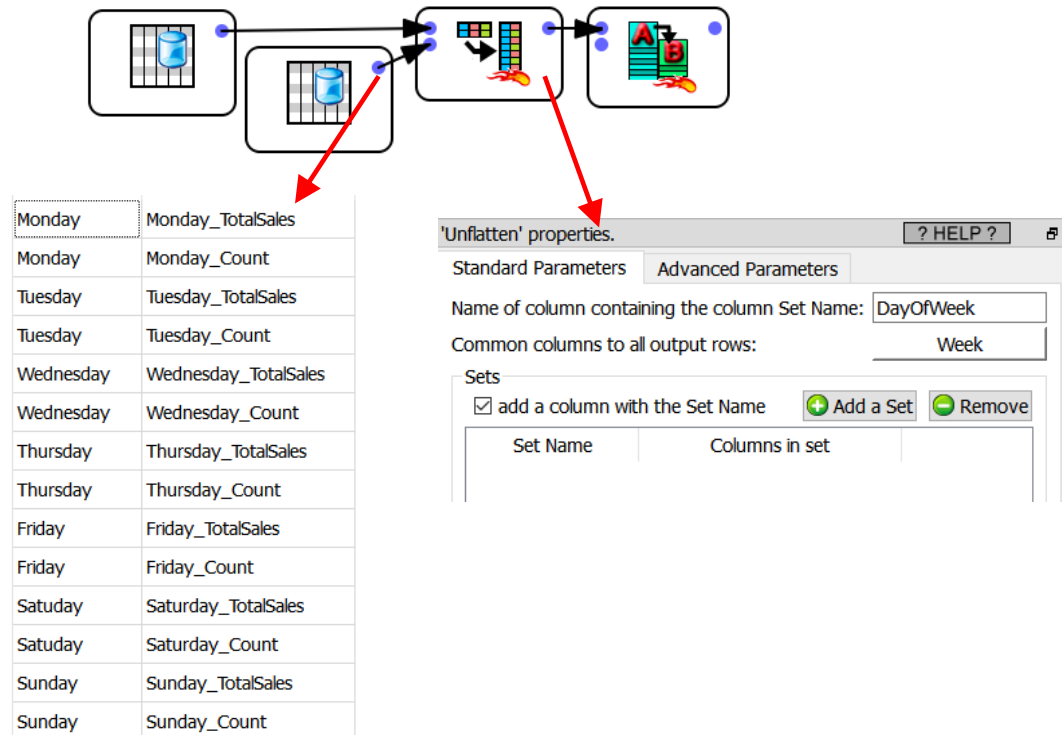 A
B
Monday Monday_TotalSales
Monday Monday_Count
Tuesday Tuesday_TotalSales
Tuesday Tuesday_Count
Wednesday Wednesday_TotalSales
Wednesday Wednesday_Count
Thursday Thursday_TotalSales
Thursday Thursday_Count
Friday Friday_TotalSales
Friday Friday_Count
Satuday Saturday_TotalSales
Satuday Saturday_Count
Sunday Sunday_TotalSales
Sunday Sunday_Count
'Unflatten' properties. ? HELP ?
Standard Parameters Advanced Parameters
Name of column containing the column Set Name: DayOfWeek
Common columns to all output rows: Week
Sets
add a column with the Set Name Add a Set Remove
Set Name Columns in set